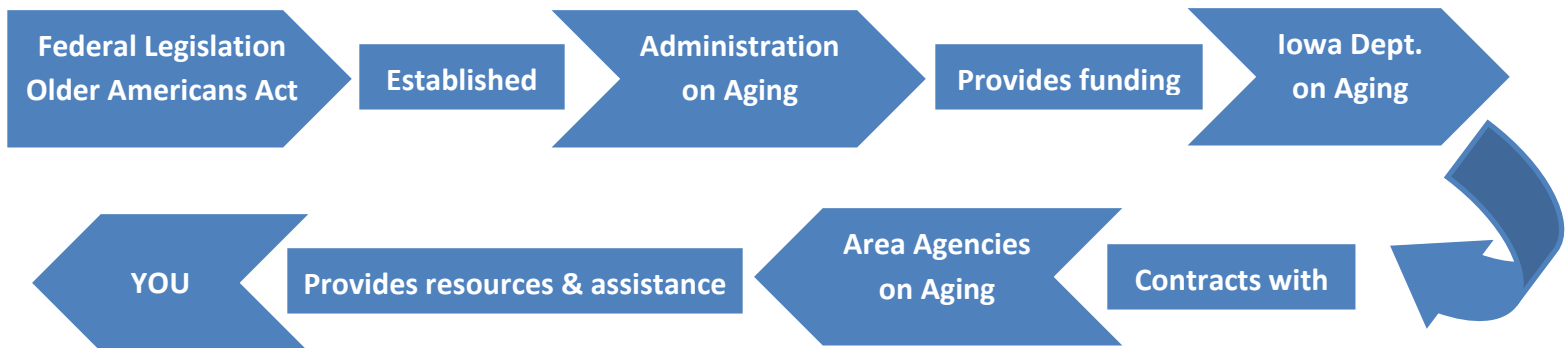 Federal Legislation
Older Americans Act
Established
Administration
on Aging
Provides funding
Iowa Dept.
on Aging
Contracts with
Area Agencies
on Aging
Provides resources & assistance
YOU